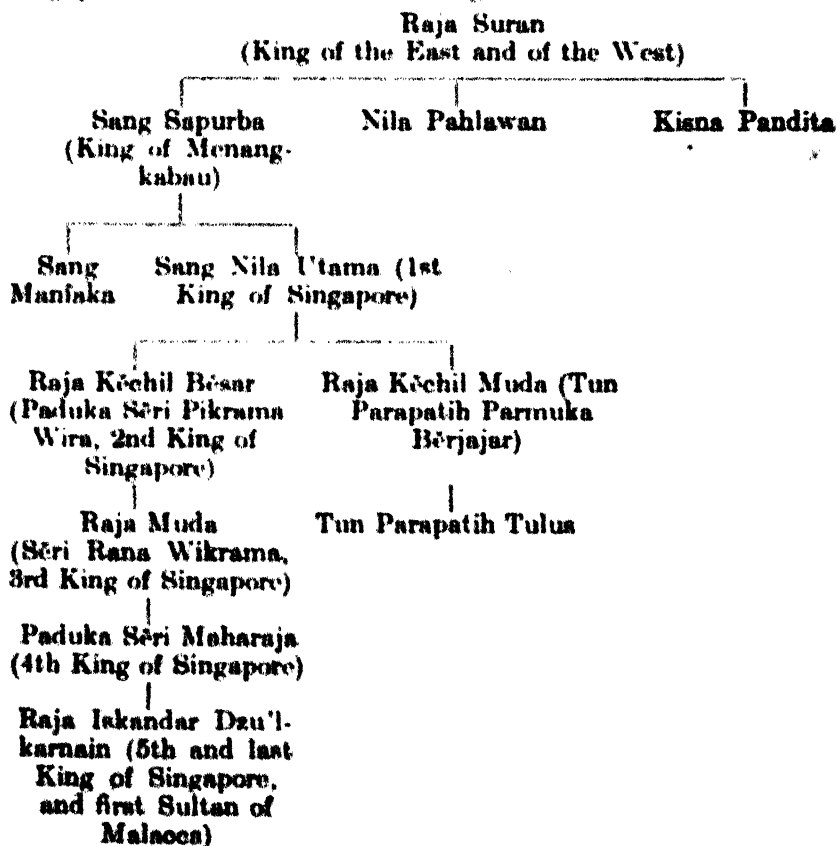 Raja Suran
(King of the East and of the West)
Sang Sapurba
(King of Menang-
kabau)
Nila Pahlawan
Kisna Pandita
Sang
Maniaka
Sang Nila Utama (1st
King of Singapore)
Raja Kĕchil Bĕsar
(Paduka Sĕri Pikrama
Wira, 2nd King of
Singapore)
Raja Kĕchil Muda (Tun
Parapatih Parmuka
Bĕrjajar)
Raja Muda
(Sĕri Rana Wikrama,
3rd King of Singapore)
Tun Parapatih Tulus
Paduka Sĕri Maharaja
(4th King of Singapore)
Raja Iskandar Dzu'l-
karnain (5th and last
King of Singapore,
and first Sultan of
Malacca)